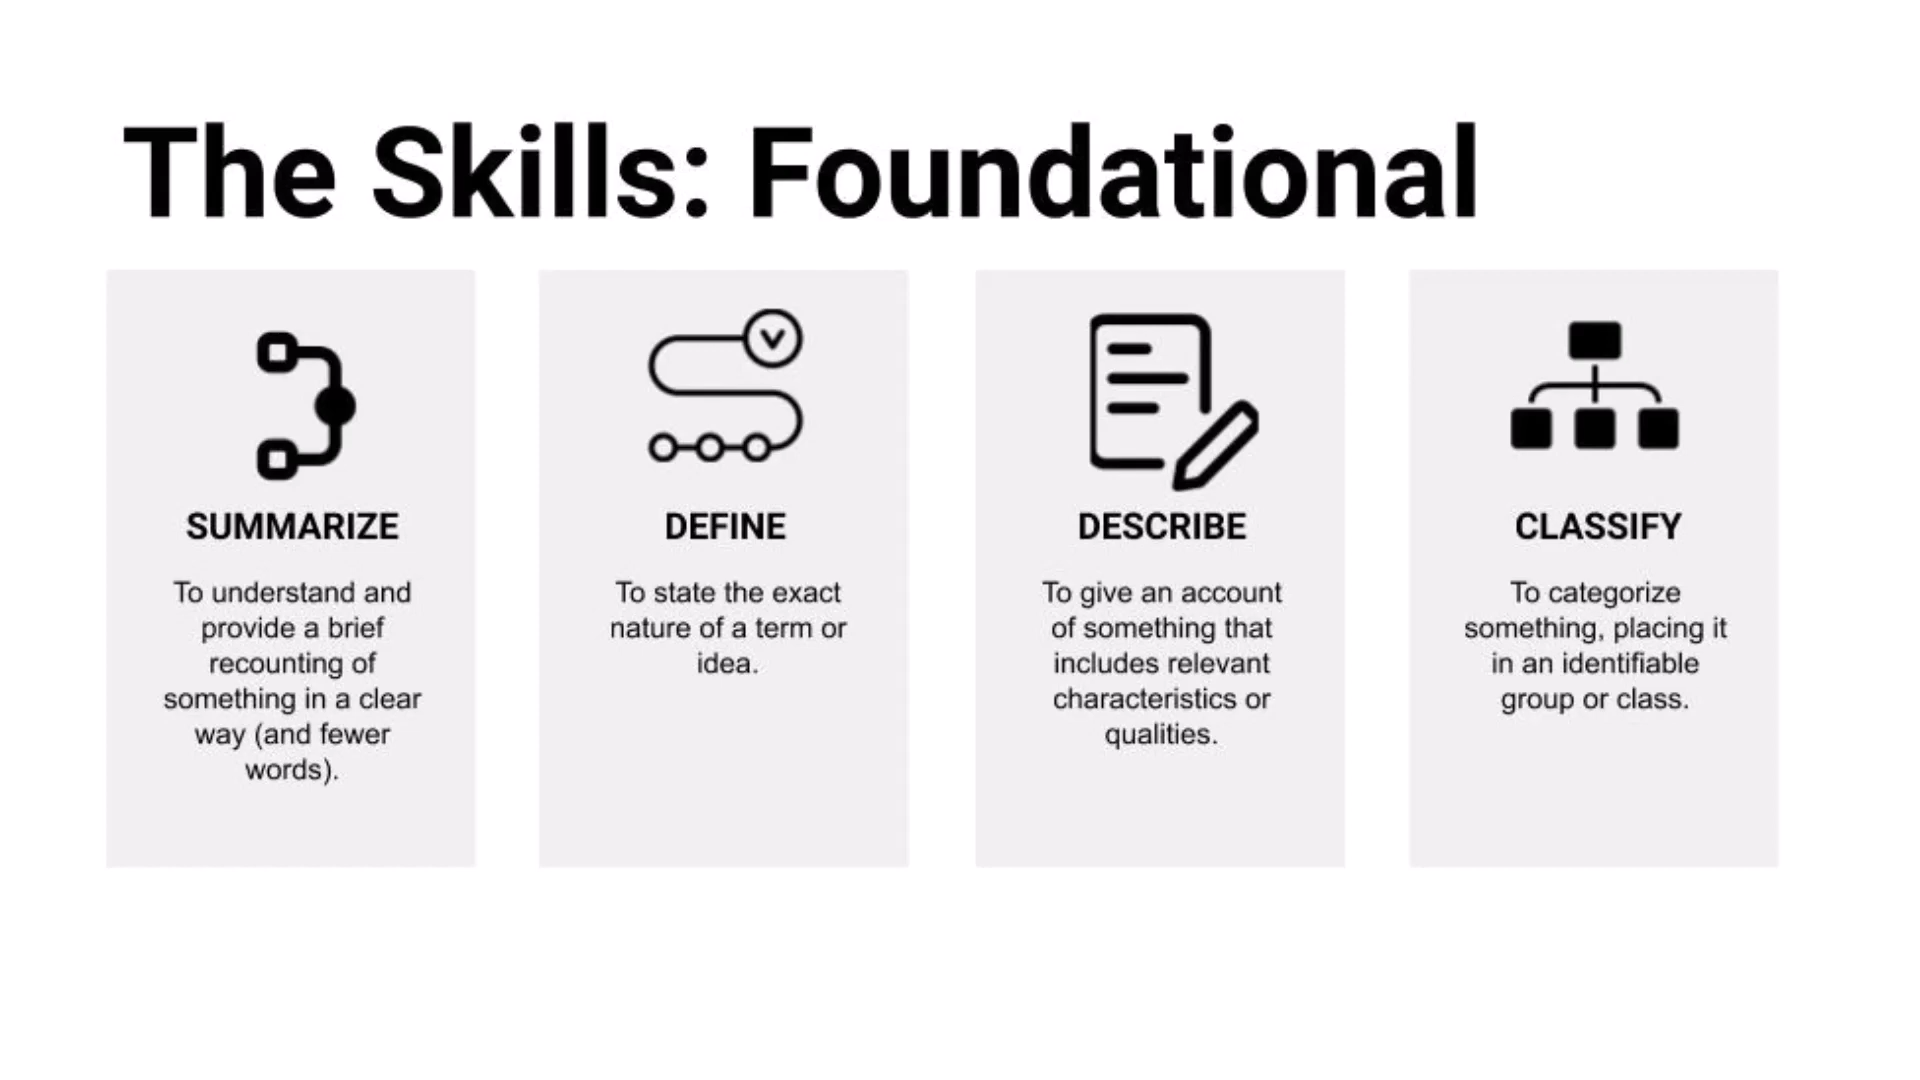 The Skills: Foundational
SUMMARIZE
To understand and
provide a brief
recounting of
something in a clear
way (and fewer
words).
DEFINE
To state the exact
nature of a term or
idea.
DESCRIBE
To give an account
of something that
includes relevant
characteristics or
qualities.
CLASSIFY
To categorize
something, placing it
in an identifiable
group or class.